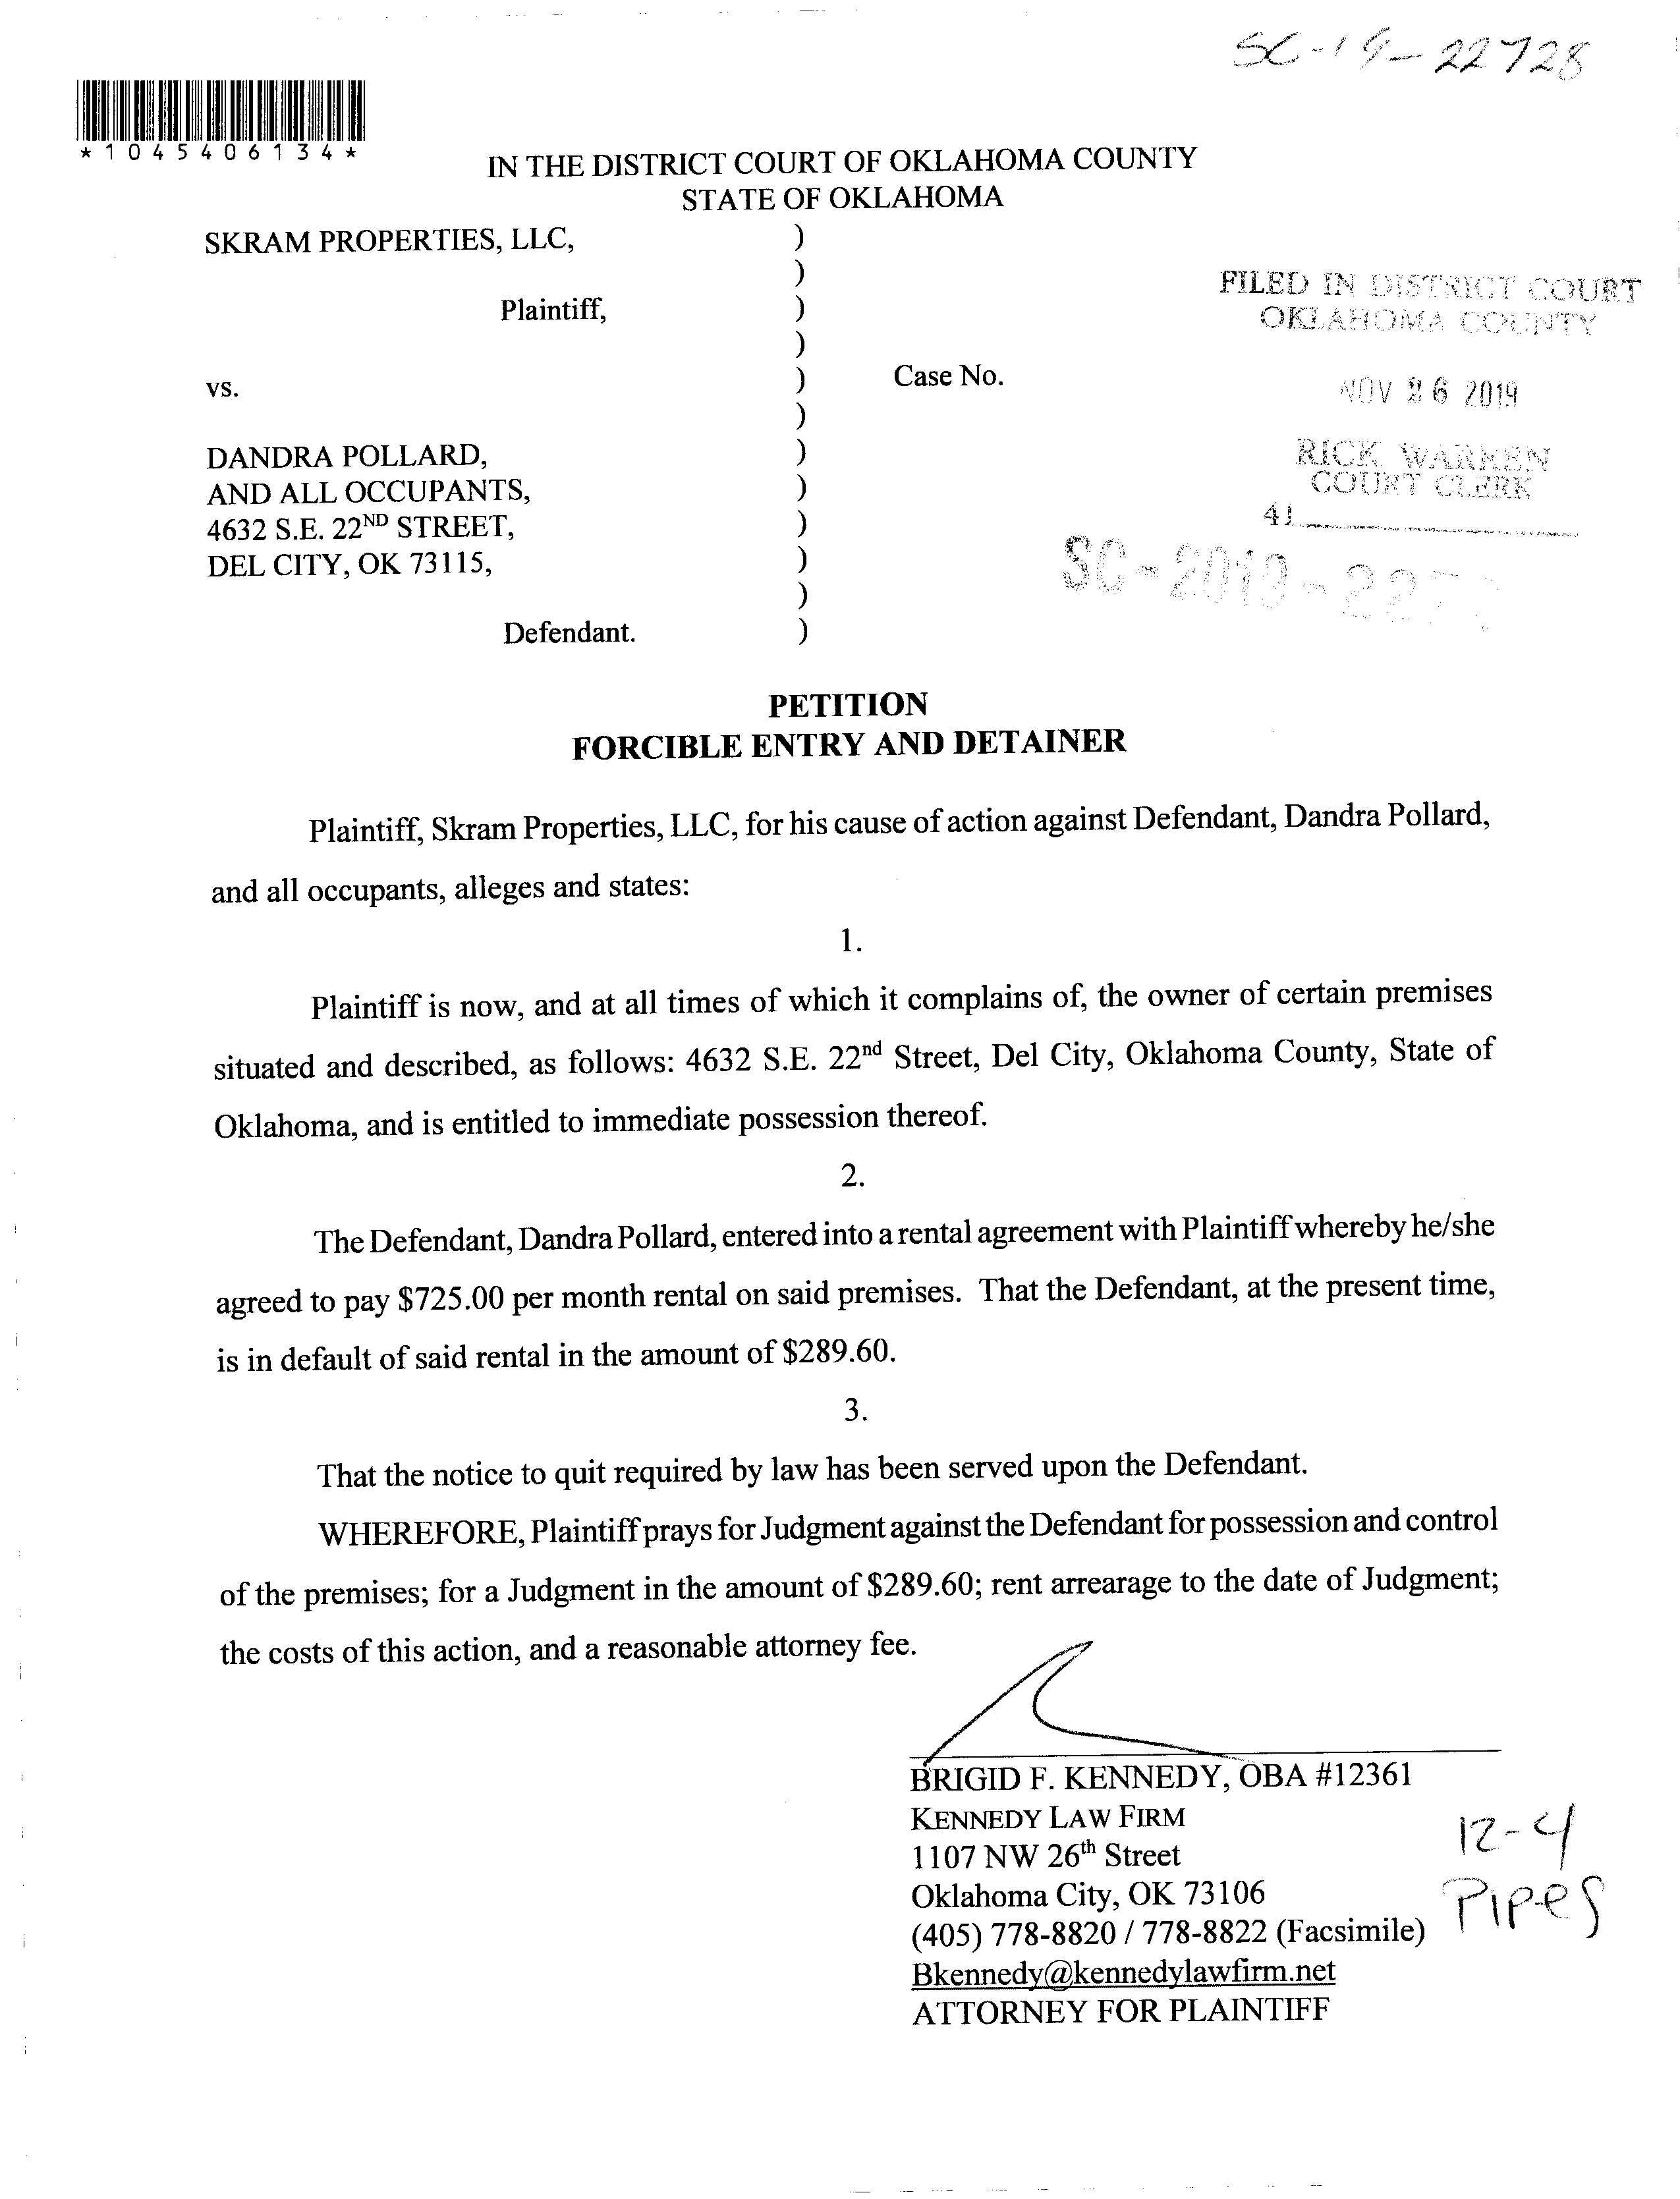 SC-19-22728
*1045406134*
IN THE DISTRICT COURT OF OKLAHOMA COUNTY
STATE OF OKLAHOMA
SKRAM PROPERTIES, LLC, )
)
Plaintiff, )
)
vs. ) Case No.
)
DANDRA POLLARD, )
AND ALL OCCUPANTS, )
4632 S.E. 22ND STREET, )
DEL CITY, OK 73115, )
)
Defendant. )
FILED IN DISTRICT COURT
OKLAHOMA COUNTY
NOV 26 2019
RICK WARREN
COURT CLERK
41
SC-2019-227
PETITION
FORCIBLE ENTRY AND DETAINER
Plaintiff, Skram Properties, LLC, for his cause of action against Defendant, Dandra Pollard,
and all occupants, alleges and states:
1.
Plaintiff is now, and at all times of which it complains of, the owner of certain premises
situated and described, as follows: 4632 S.E. 22nd Street, Del City, Oklahoma County, State of
Oklahoma, and is entitled to immediate possession thereof.
2.
The Defendant, Dandra Pollard, entered into a rental agreement with Plaintiff whereby he/she
agreed to pay $725.00 per month rental on said premises. That the Defendant, at the present time,
is in default of said rental in the amount of $289.60.
3.
That the notice to quit required by law has been served upon the Defendant.
WHEREFORE, Plaintiff prays for Judgment against the Defendant for possession and control
of the premises; for a Judgment in the amount of $289.60; rent arrearage to the date of Judgment;
the costs of this action, and a reasonable attorney fee.
BRIGID F. KENNEDY, OBA #12361
KENNEDY LAW FIRM
1107 NW 26th Street
Oklahoma City, OK 73106
(405) 778-8820 / 778-8822 (Facsimile)
Bkennedy@kennedylawfirm.net
ATTORNEY FOR PLAINTIFF
12-4
Pipes